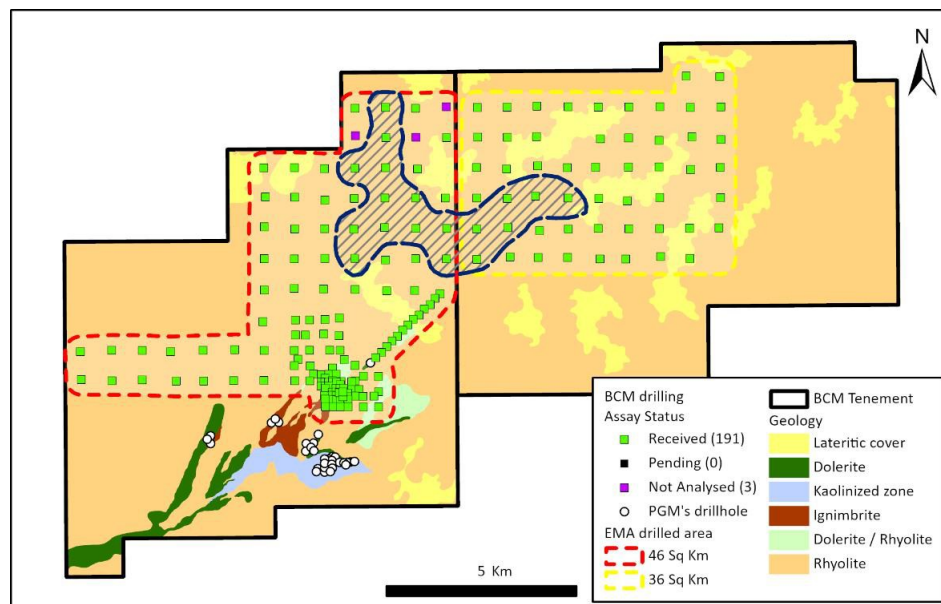 N
BCM drilling
Assay Status
Received (191)
Pending (0)
Not Analysed (3)
PGM's drillhole
EMA drilled area
46 Sq Km
36 Sq Km
BCM Tenement
Geology
Lateritic cover
Dolerite
Kaolinized zone
Ignimbrite
Dolerite / Rhyolite
Rhyolite
5 Km